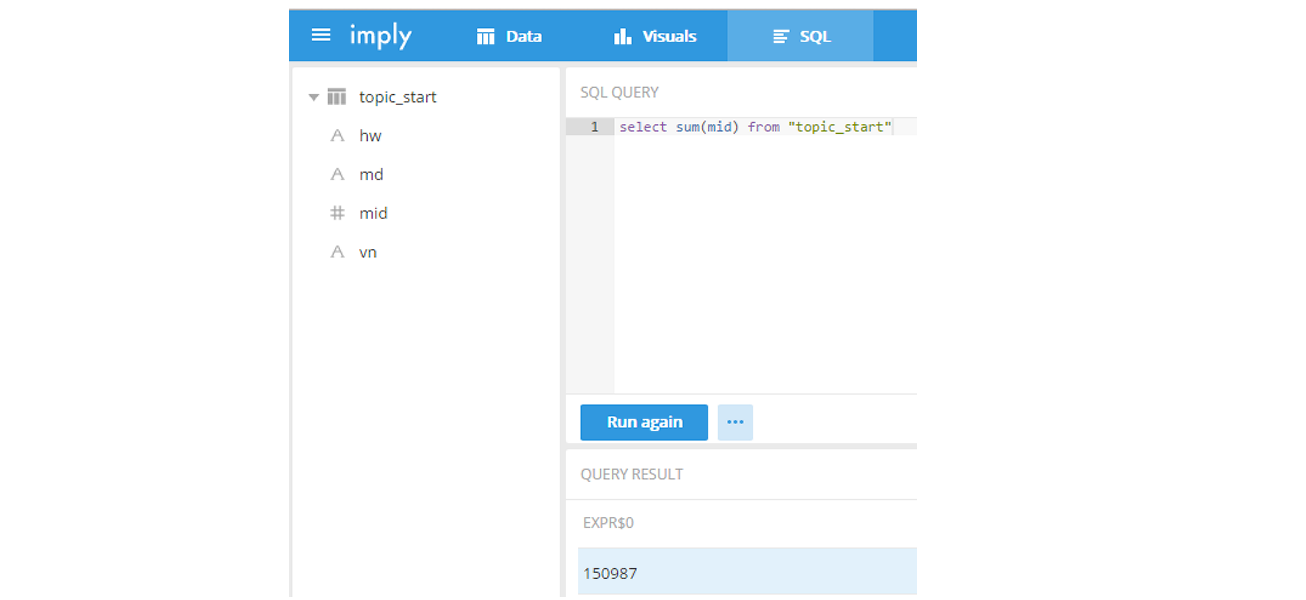 imply Data Visuals SQL
topic_start
A hw
A md
# mid
A vn
SQL QUERY
1 select sum(mid) from "topic_start"
Run again ...
QUERY RESULT
EXPR$0
150987